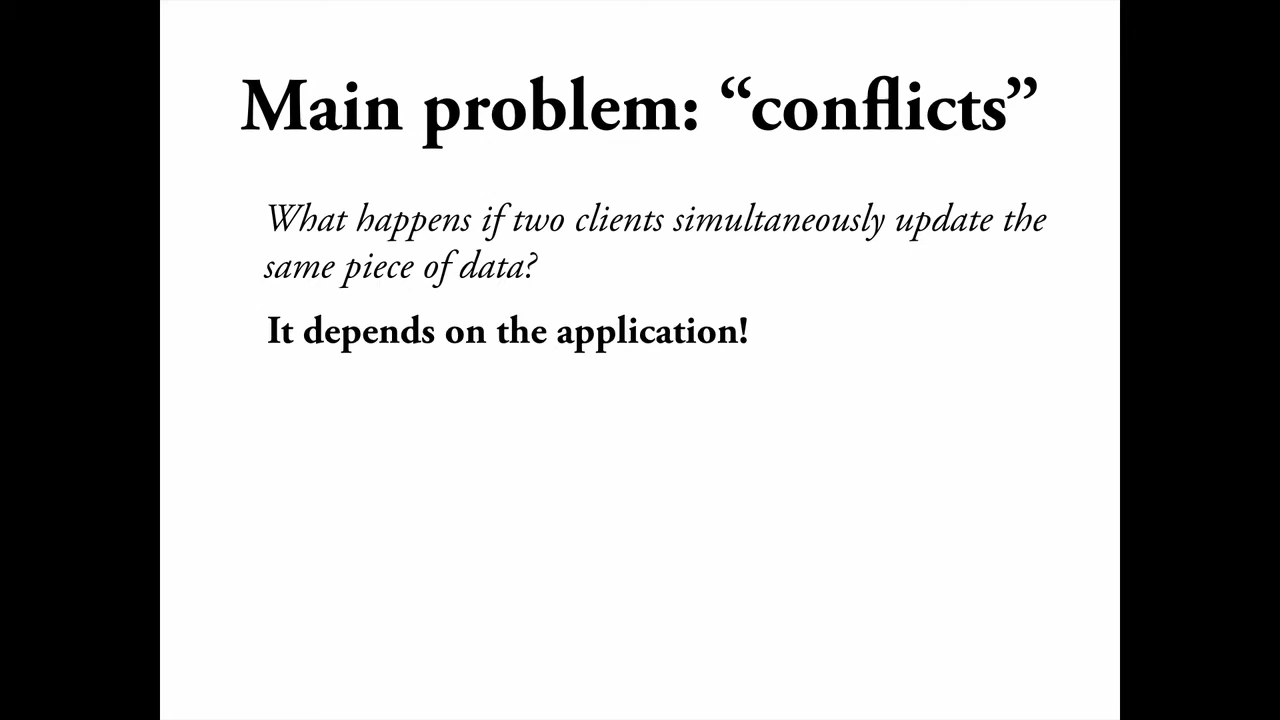 Main problem: “conflicts”
What happens if two clients simultaneously update the
same piece of data?
It depends on the application!